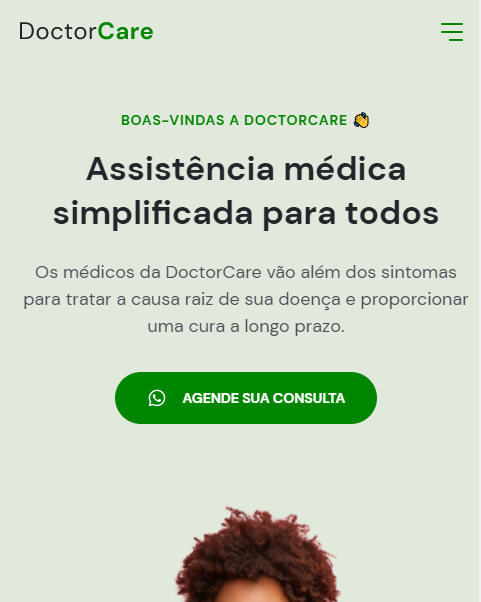 DoctorCare
BOAS-VINDAS A DOCTORCARE 👋
Assistência médica
simplificada para todos
Os médicos da DoctorCare vão além dos sintomas
para tratar a causa raiz de sua doença e proporcionar
uma cura a longo prazo.
AGENDE SUA CONSULTA